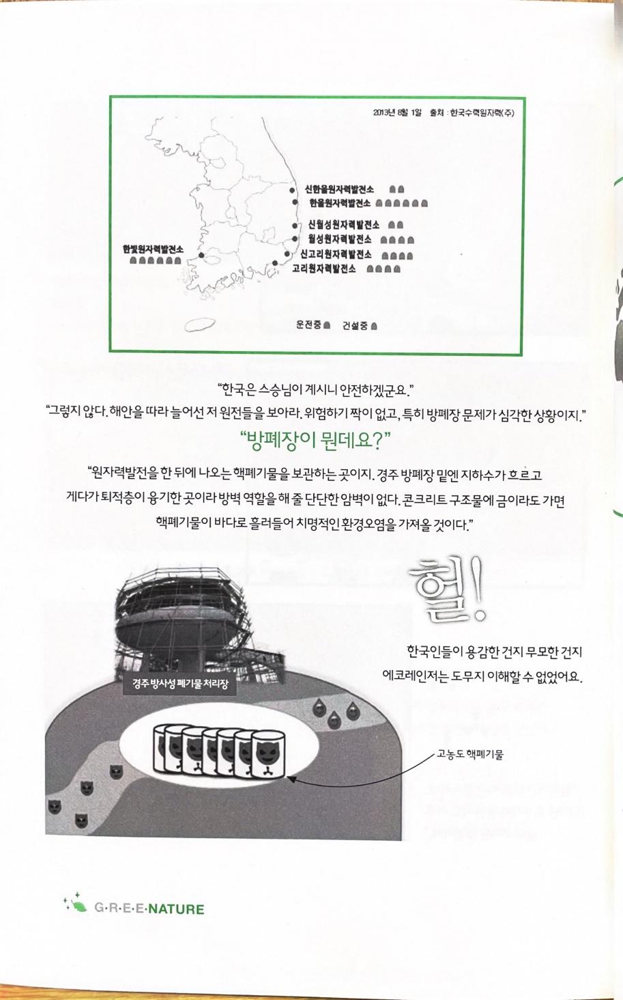 2013년 8월 1일 출처 : 한국수력원자력(주)
신한울원자력발전소
한울원자력발전소
신월성원자력발전소
월성원자력발전소
한빛원자력발전소
신고리원자력발전소
고리원자력발전소
운전중 건설중
“한국은 스승님이 계시니 안전하겠군요.”
“그렇지 않다. 해안을 따라 늘어선 저 원전들을 보아라. 위험하기 짝이 없고, 특히 방폐장 문제가 심각한 상황이지.”
“방폐장이 뭔데요?”
“원자력발전을 한 뒤에 나오는 핵폐기물을 보관하는 곳이지. 경주 방폐장 밑엔 지하수가 흐르고
게다가 퇴적층이 융기한 곳이라 방벽 역할을 해 줄 단단한 암벽이 없다. 콘크리트 구조물에 금이라도 가면
핵폐기물이 바다로 흘러들어 치명적인 환경오염을 가져올 것이다.”
헐!
한국인들이 용감한 건지 무모한 건지
에코레인저는 도무지 이해할 수 없었어요.
경주 방사성 폐기물 처리장
고농도 핵폐기물
G·R·E·E·NATURE